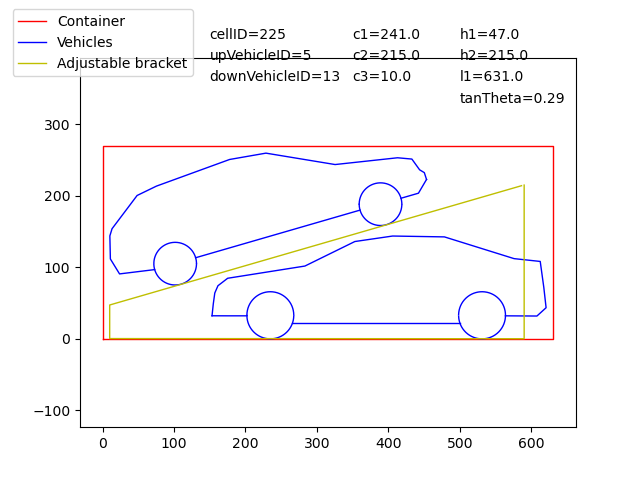 Container
Vehicles
Adjustable bracket
cellID=225 c1=241.0 h1=47.0
upVehicleID=5 c2=215.0 h2=215.0
downVehicleID=13 c3=10.0 l1=631.0
tanTheta=0.29
300
200
100
0
−100
0 100 200 300 400 500 600